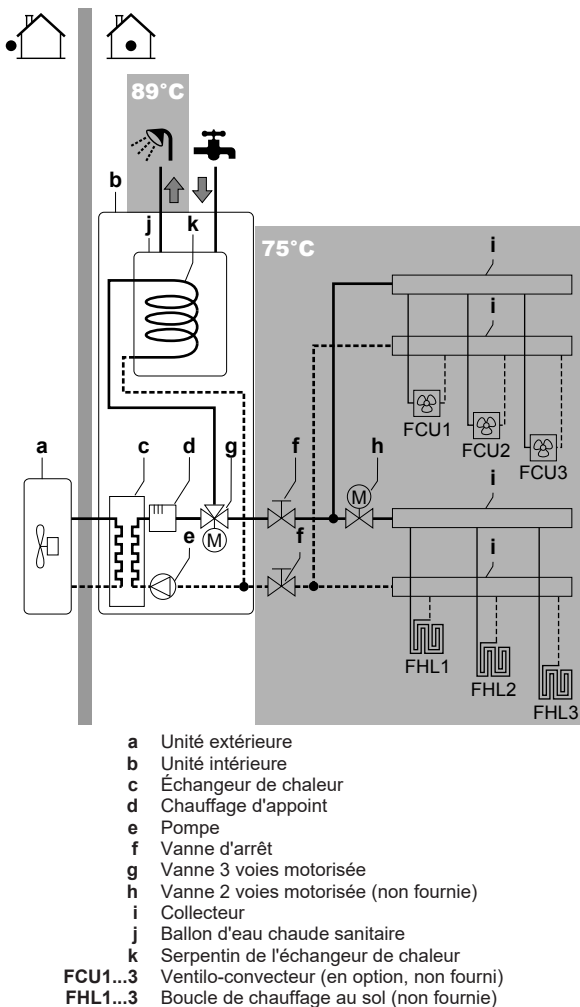 89°C
b
j k
75°C
i
i
FCU1
FCU2
FCU3
a c d g f h
M
i
M
e f
i
FHL1
FHL2
FHL3
a Unité extérieure
b Unité intérieure
c Échangeur de chaleur
d Chauffage d'appoint
e Pompe
f Vanne d'arrêt
g Vanne 3 voies motorisée
h Vanne 2 voies motorisée (non fournie)
i Collecteur
j Ballon d'eau chaude sanitaire
k Serpentin de l'échangeur de chaleur
FCU1...3 Ventilo-convecteur (en option, non fourni)
FHL1...3 Boucle de chauffage au sol (non fournie)